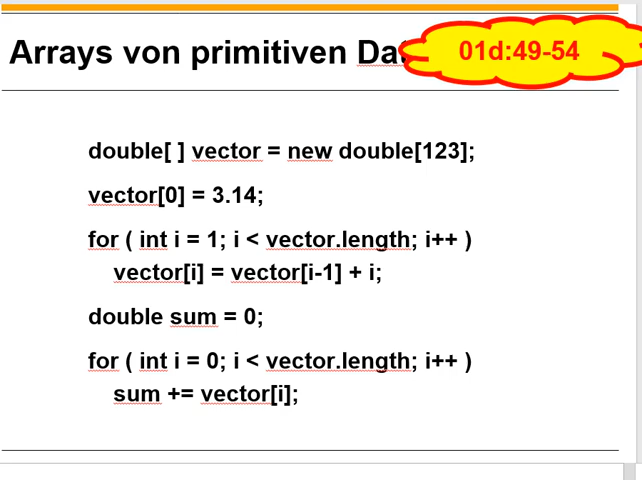 Arrays von primitiven
01d:49-54
double[ ] vector = new double[123];
vector[0] = 3.14;
for ( int i = 1; i < vector.length; i++ )
vector[i] = vector[i-1] + i;
double sum = 0;
for ( int i = 0; i < vector.length; i++ )
sum += vector[i];